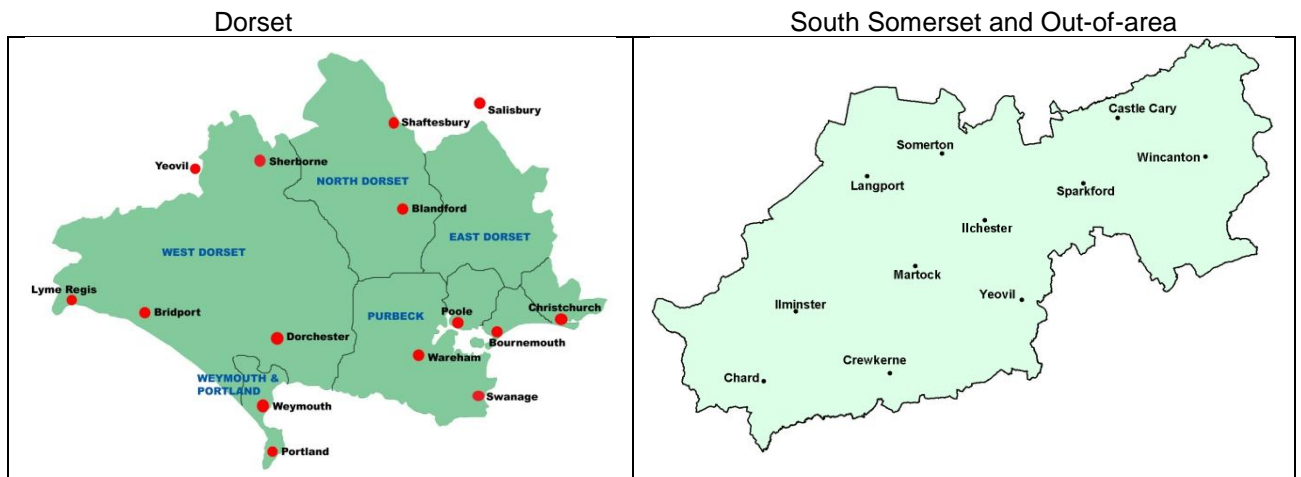 Dorset
Salisbury
Shaftesbury
Yeovil
Sherborne
NORTH DORSET
Blandford
EAST DORSET
WEST DORSET
Lyme Regis
Bridport
PURBECK
Poole
Christchurch
Dorchester
Bournemouth
Wareham
WEYMOUTH &
PORTLAND
Swanage
Weymouth
Portland
South Somerset and Out-of-area
Castle Cary
Somerton
Wincanton
Langport
Sparkford
Ilchester
Martock
Yeovil
Ilminster
Crewkerne
Chard